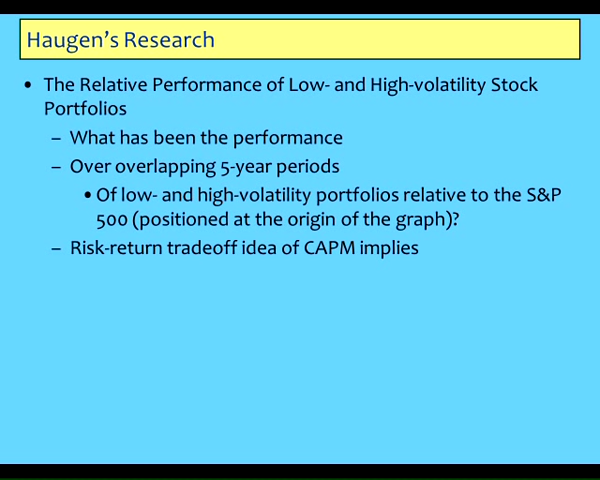 Haugen's Research
• The Relative Performance of Low- and High-volatility Stock
Portfolios
– What has been the performance
– Over overlapping 5-year periods
• Of low- and high-volatility portfolios relative to the S&P
500 (positioned at the origin of the graph)?
– Risk-return tradeoff idea of CAPM implies